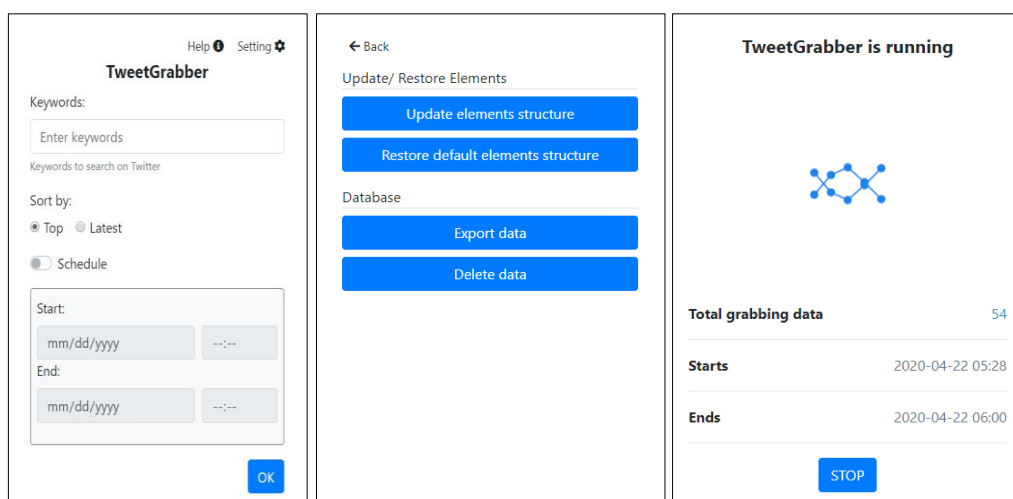 Help Setting
TweetGrabber
Keywords:
Enter keywords
Keywords to search on Twitter
Sort by:
Top Latest
Schedule
Start:
mm/dd/yyyy --:--
End:
mm/dd/yyyy --:--
OK
Back
Update/ Restore Elements
Update elements structure
Restore default elements structure
Database
Export data
Delete data
TweetGrabber is running
Total grabbing data 54
Starts 2020-04-22 05:28
Ends 2020-04-22 06:00
STOP